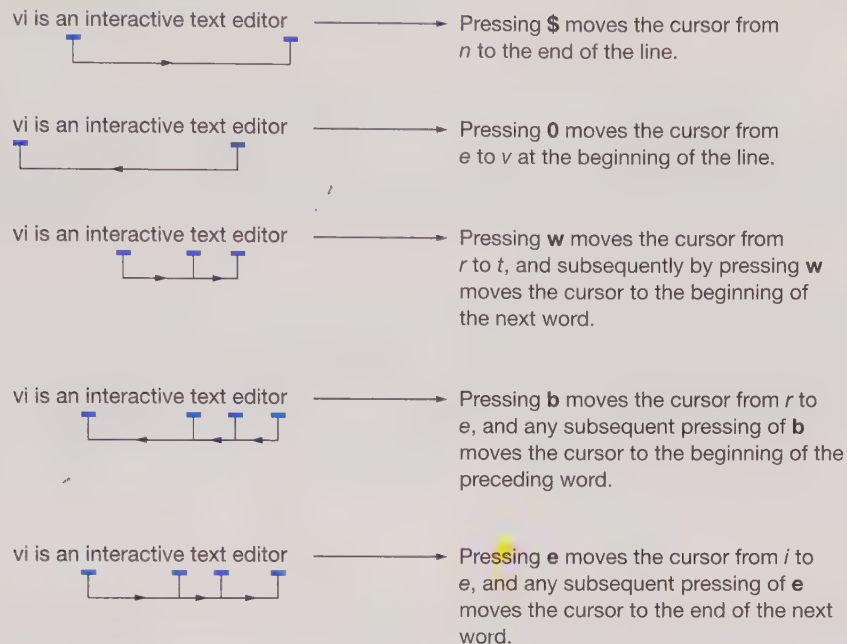 vi is an interactive text editor
Pressing $ moves the cursor from
n to the end of the line.
vi is an interactive text editor
Pressing 0 moves the cursor from
e to v at the beginning of the line.
vi is an interactive text editor
Pressing w moves the cursor from
r to t, and subsequently by pressing w
moves the cursor to the beginning of
the next word.
vi is an interactive text editor
Pressing b moves the cursor from r to
e, and any subsequent pressing of b
moves the cursor to the beginning of the
preceding word.
vi is an interactive text editor
Pressing e moves the cursor from i to
e, and any subsequent pressing of e
moves the cursor to the end of the next
word.